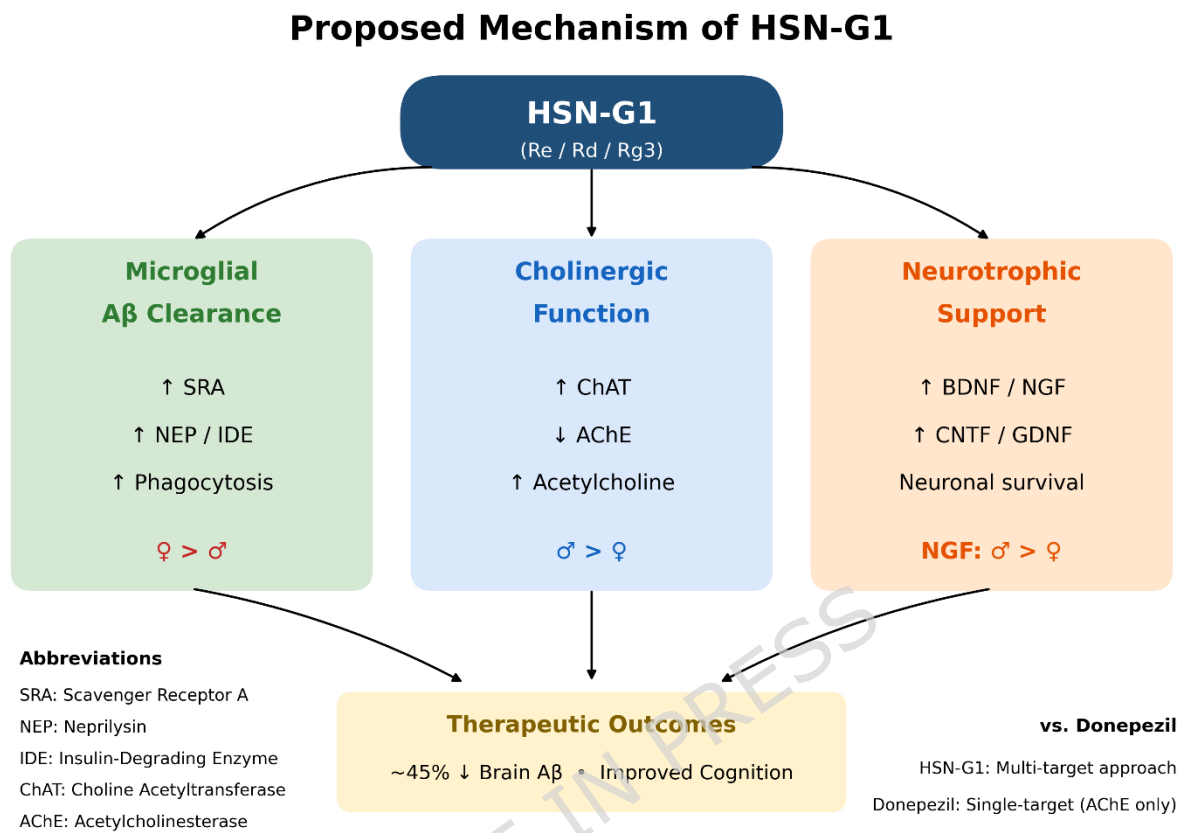 Proposed Mechanism of HSN-G1
HSN-G1
(Re / Rd / Rg3)
Microglial
Aβ Clearance
↑ SRA
↑ NEP / IDE
↑ Phagocytosis
♀ > ♂
Cholinergic
Function
↑ ChAT
↓ AChE
↑ Acetylcholine
♂ > ♀
Neurotrophic
Support
↑ BDNF / NGF
↑ CNTF / GDNF
Neuronal survival
NGF: ♂ > ♀
Abbreviations
SRA: Scavenger Receptor A
NEP: Neprilysin
IDE: Insulin-Degrading Enzyme
ChAT: Choline Acetyltransferase
AChE: Acetylcholinesterase
Therapeutic Outcomes
~45% ↓ Brain Aβ • Improved Cognition
vs. Donepezil
HSN-G1: Multi-target approach
Donepezil: Single-target (AChE only)
IN PRESS